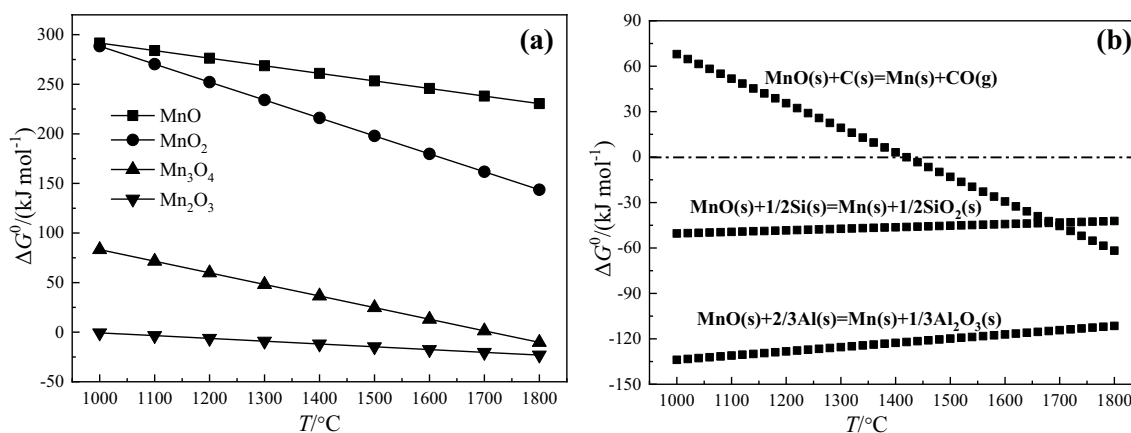 (a)
300
250
200
150
100
50
0
-50
ΔG⁰/(kJ mol⁻¹)
MnO
MnO₂
Mn₃O₄
Mn₂O₃
1000 1100 1200 1300 1400 1500 1600 1700 1800
T/°C
(b)
90
60
30
0
-30
-60
-90
-120
-150
ΔG⁰/(kJ mol⁻¹)
MnO(s)+C(s)=Mn(s)+CO(g)
MnO(s)+1/2Si(s)=Mn(s)+1/2SiO₂(s)
MnO(s)+2/3Al(s)=Mn(s)+1/3Al₂O₃(s)
1000 1100 1200 1300 1400 1500 1600 1700 1800
T/°C